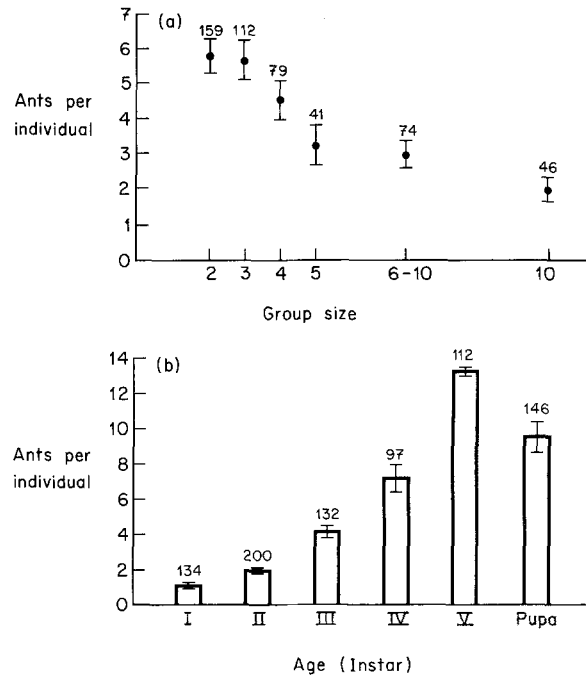 (a)
7
6
5
4
3
2
1
0
Ants per
individual
159 112 79 41 74 46
2 3 4 5 6-10 10
Group size
(b)
14
12
10
8
6
4
2
0
Ants per
individual
134 200 132 97 112 146
I II III IV V Pupa
Age (Instar)